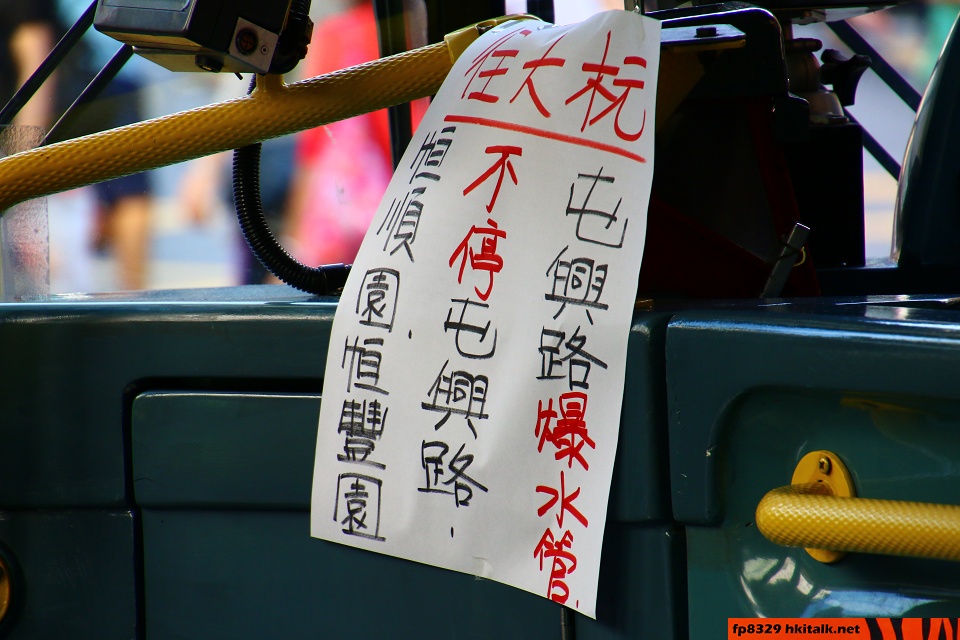 往大杬
屯興路爆水管.
不停屯興路.
恒順園.恒豐園
fp8329 hkitalk.net